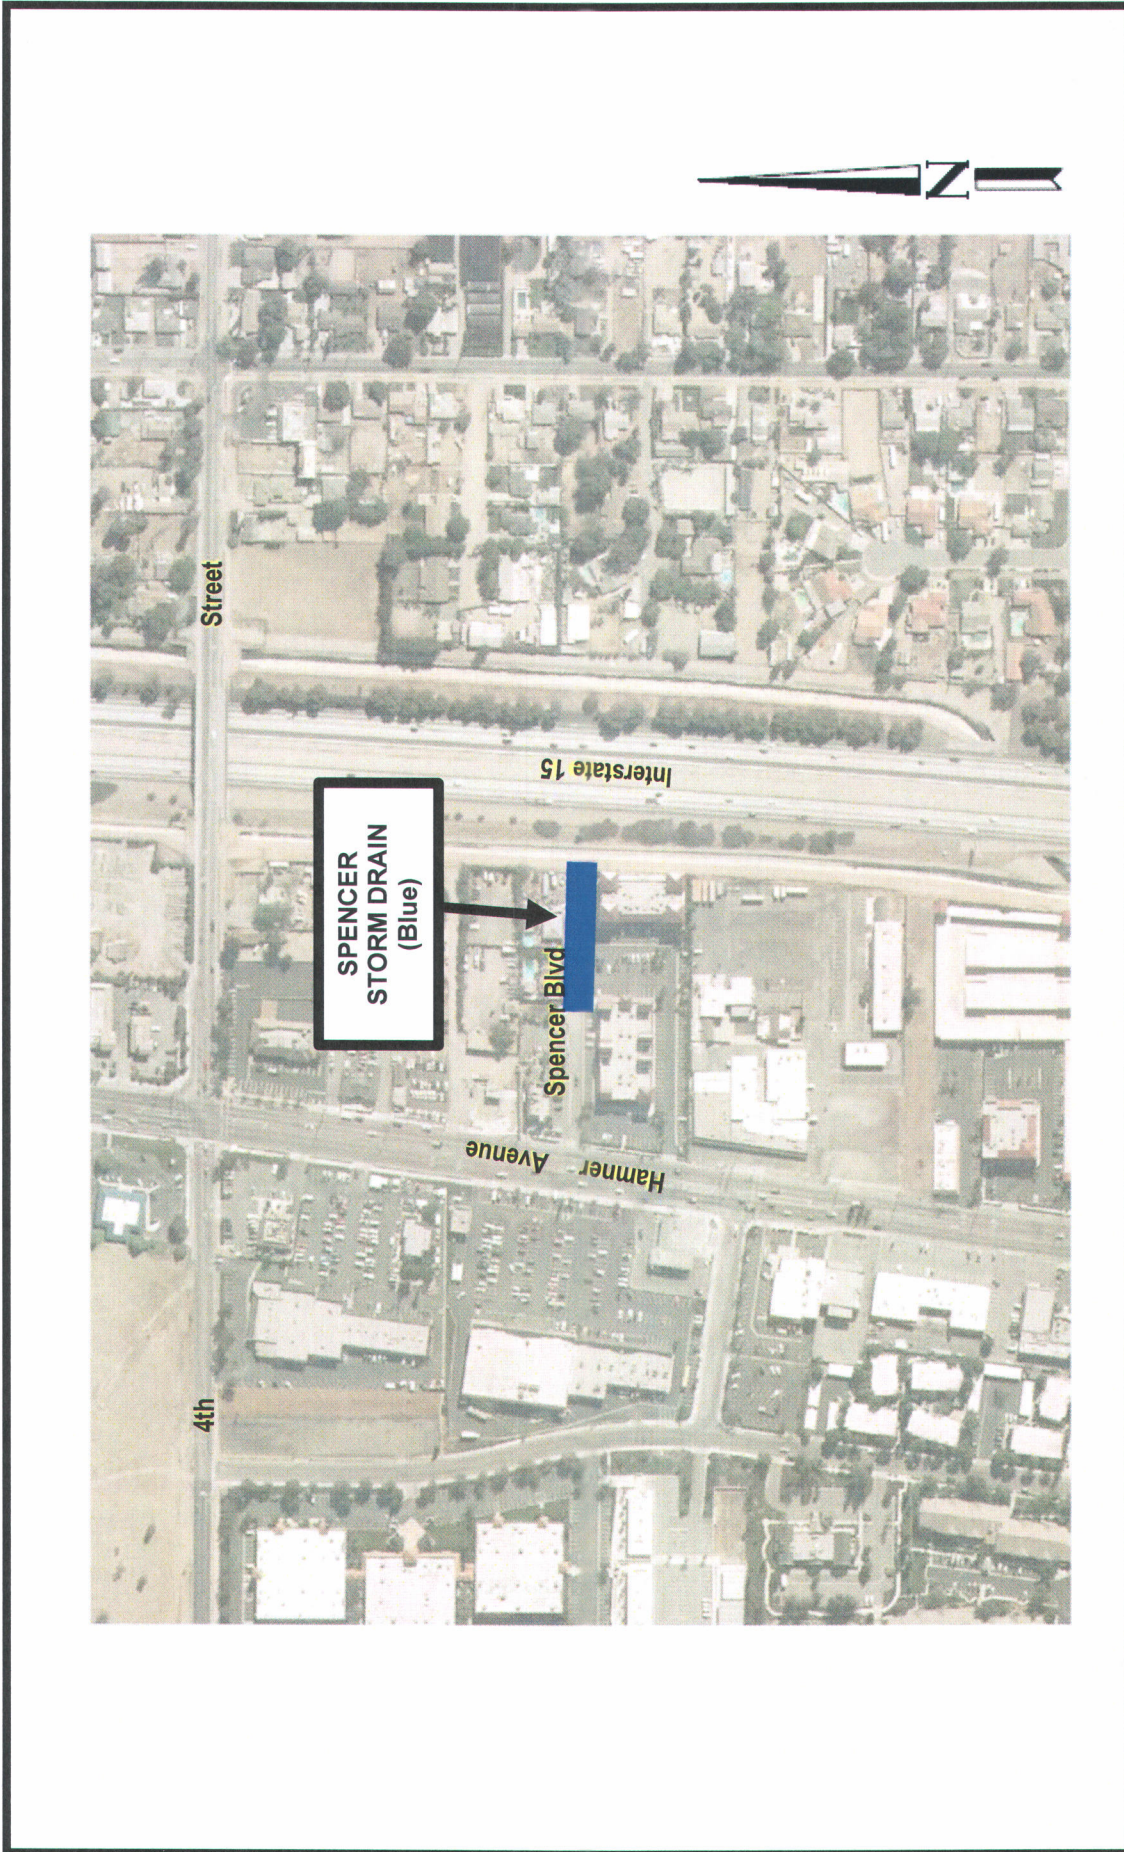 4th
Street
SPENCER
STORM DRAIN
(Blue)
Spencer Blvd
Interstate 15
Hamner
Avenue
N